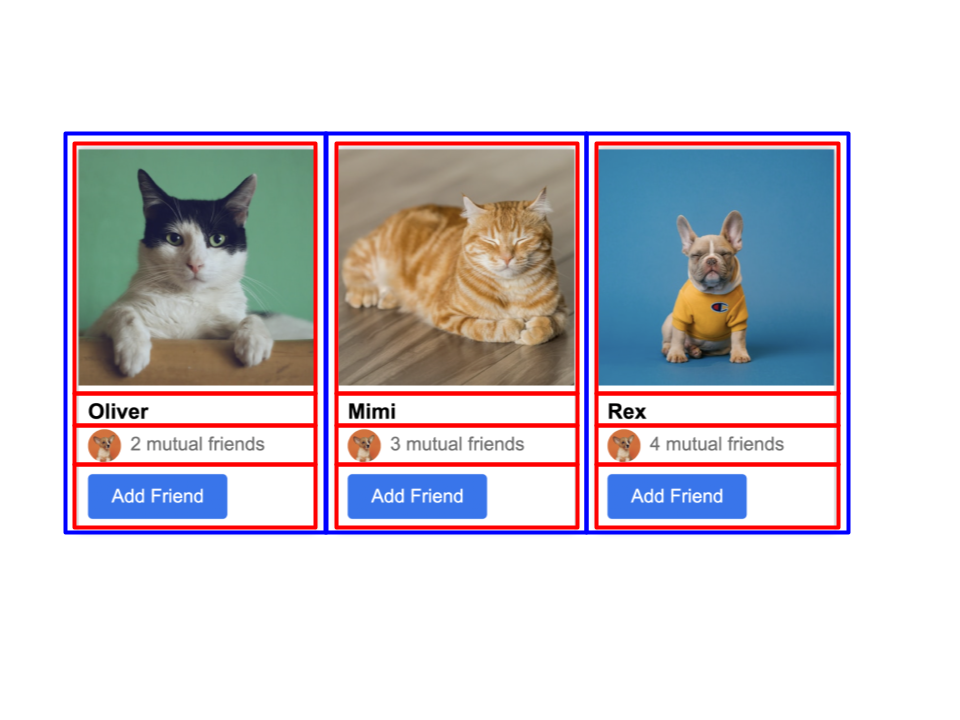 Oliver
2 mutual friends
Add Friend
Mimi
3 mutual friends
Add Friend
Rex
4 mutual friends
Add Friend